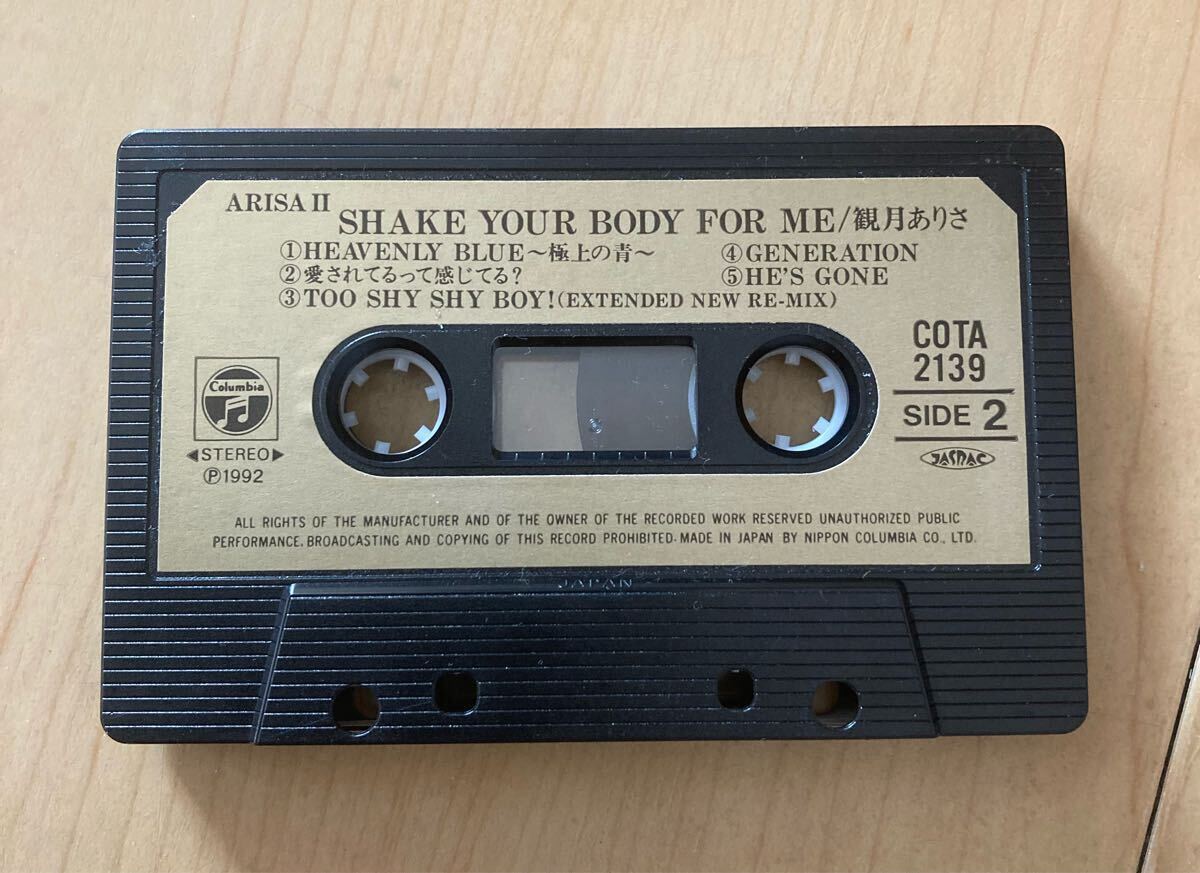 ARISA II
SHAKE YOUR BODY FOR ME/観月ありさ
①HEAVENLY BLUE～極上の青～
②愛されてるって感じてる?
③TOO SHY SHY BOY!(EXTENDED NEW RE-MIX)
④GENERATION
⑤HE'S GONE
Columbia
◀STEREO▶
Ⓟ1992
COTA
2139
SIDE 2
JASRAC
ALL RIGHTS OF THE MANUFACTURER AND OF THE OWNER OF THE RECORDED WORK RESERVED UNAUTHORIZED PUBLIC
PERFORMANCE. BROADCASTING AND COPYING OF THIS RECORD PROHIBITED. MADE IN JAPAN BY NIPPON COLUMBIA CO., LTD.
JAPAN